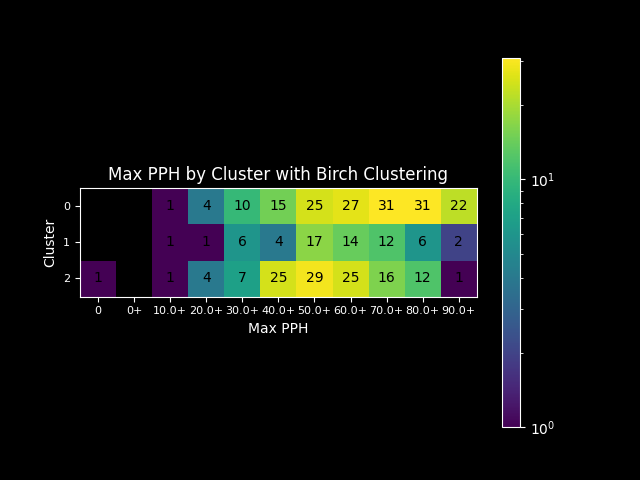 Max PPH by Cluster with Birch Clustering
Cluster
0 1 4 10 15 25 27 31 31 22
1 1 1 6 4 17 14 12 6 2
2 1 1 4 7 25 29 25 16 12 1
0 0+ 10.0+ 20.0+ 30.0+ 40.0+ 50.0+ 60.0+ 70.0+ 80.0+ 90.0+
Max PPH
10¹
10⁰